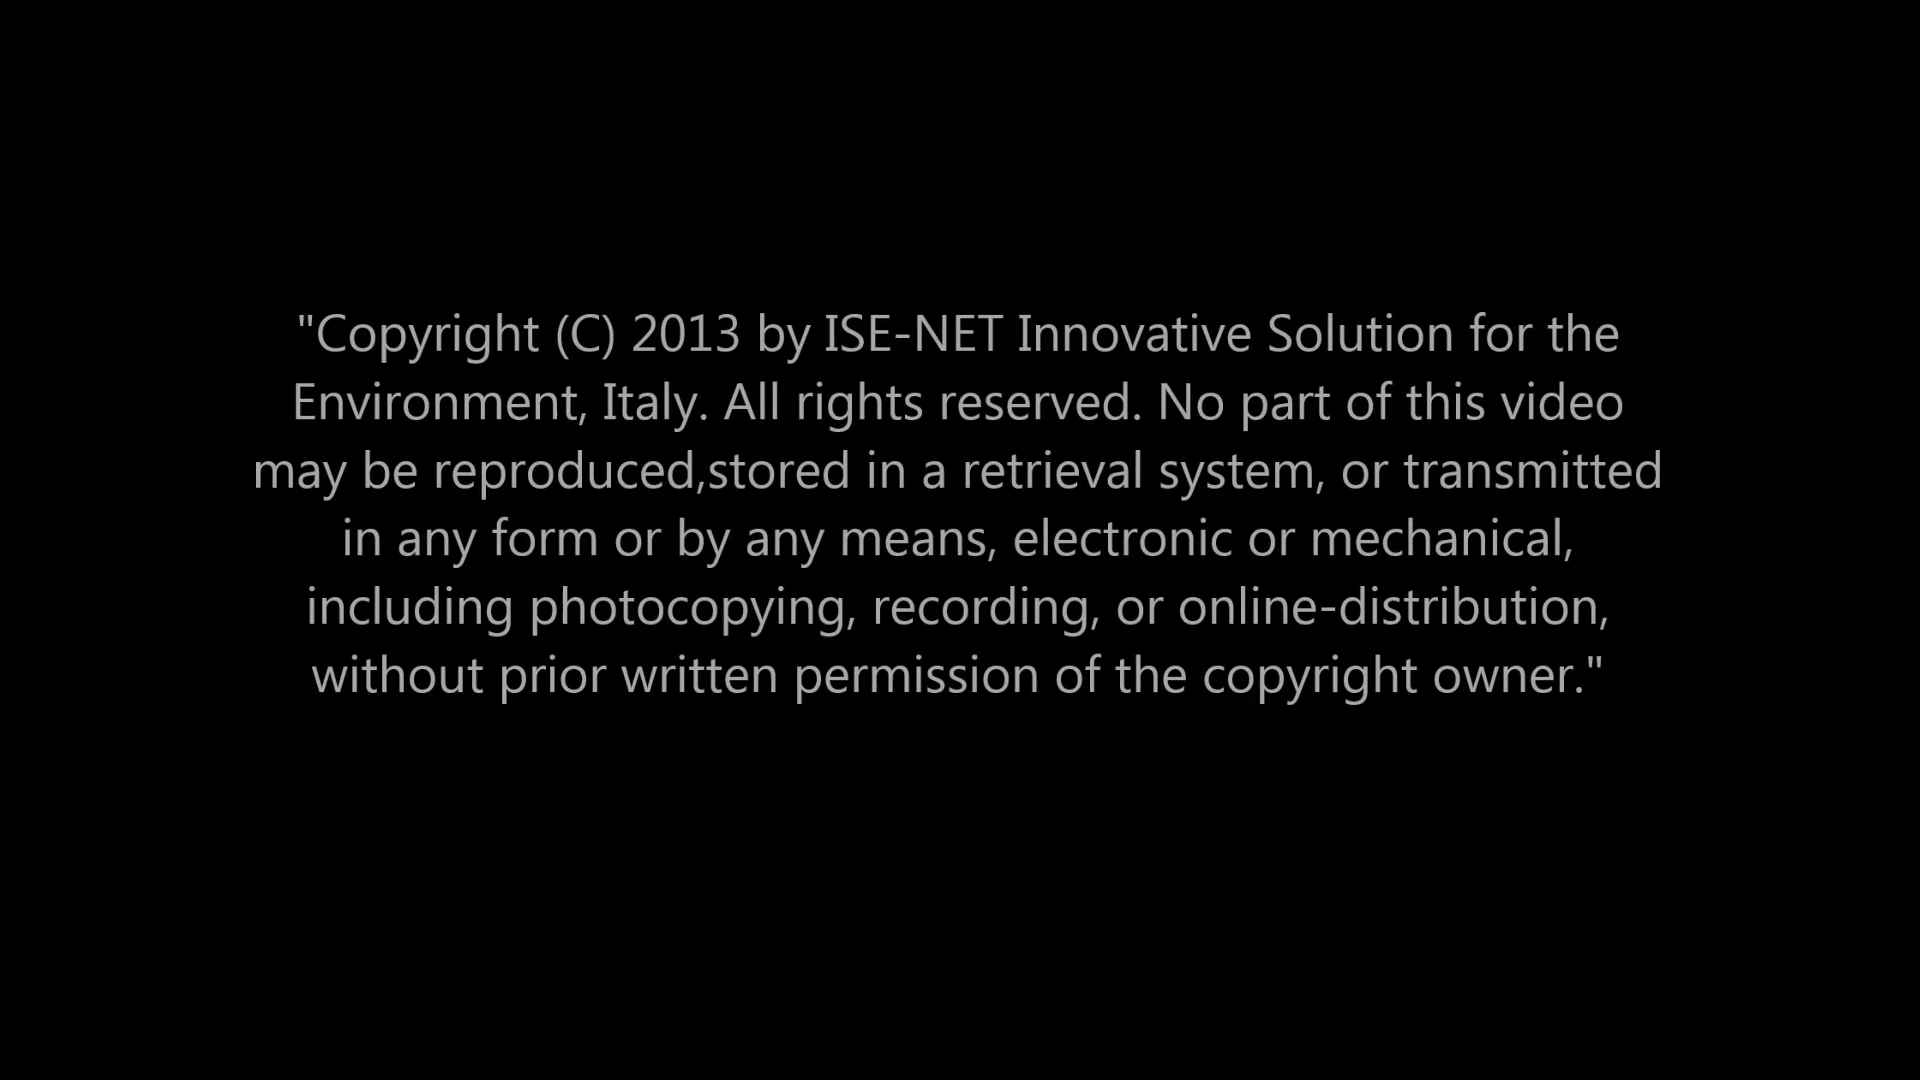 "Copyright (C) 2013 by ISE-NET Innovative Solution for the
Environment, Italy. All rights reserved. No part of this video
may be reproduced,stored in a retrieval system, or transmitted
in any form or by any means, electronic or mechanical,
including photocopying, recording, or online-distribution,
without prior written permission of the copyright owner."